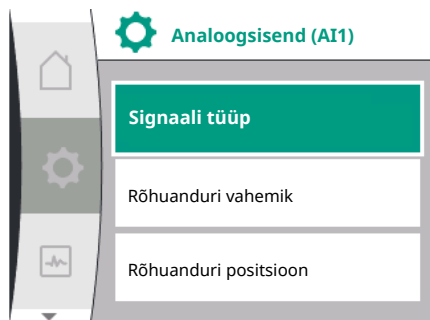 Analoogsisend (AI1)
Signaali tüüp
Rõhuanduri vahemik
Rõhuanduri positsioon